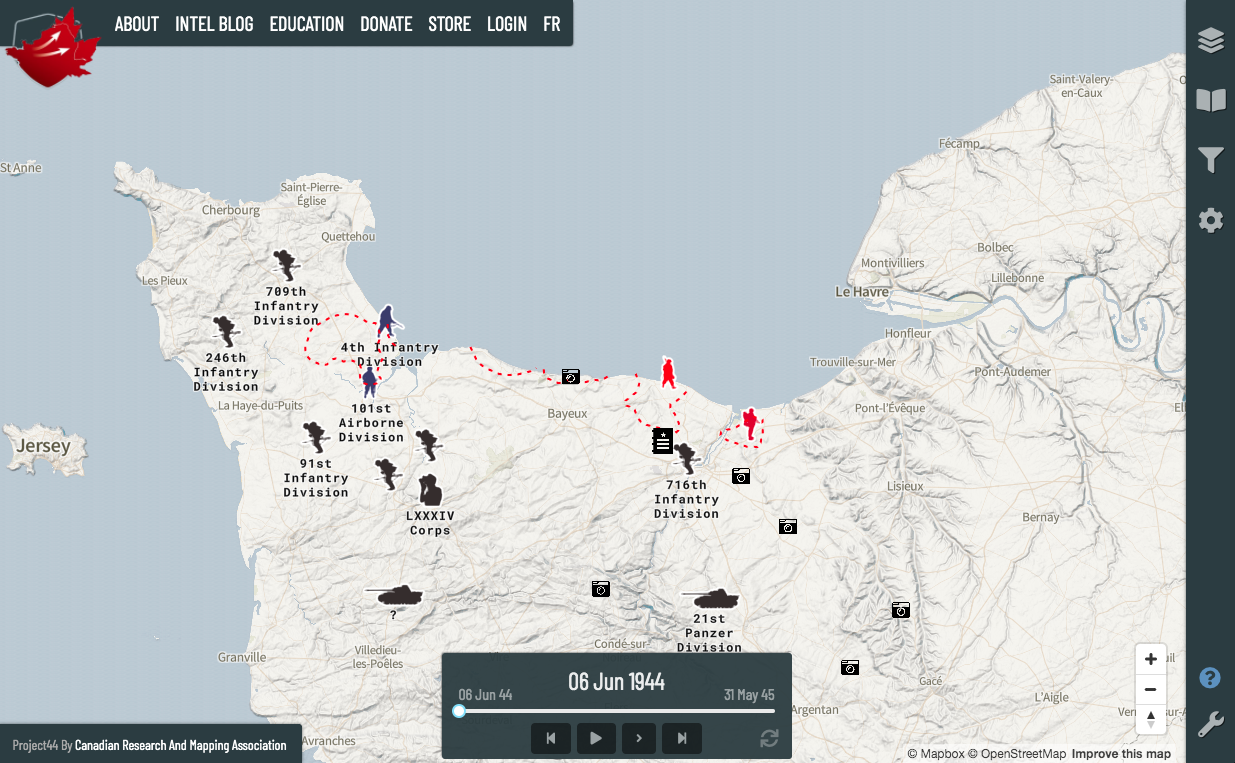 ABOUT INTEL BLOG EDUCATION DONATE STORE LOGIN FR
Saint-Valery-
en-Caux
Fécamp
St Anne
Saint-Pierre-
Église
Cherbourg
Quettehou
Bolbec
Montivilliers
Lillebonne
Les Pieux
Le Havre
709th
Infantry
Division
Honfleur
4th Infantry
Division
246th
Infantry
Division
Trouville-sur-Mer
Pont-Audemer
La Haye-du-Puits
101st
Airborne
Division
Bayeux
Pont-l'Évêque
Jersey
91st
Infantry
Division
716th
Infantry
Division
Lisieux
LXXXIV
Corps
Bernay
?
21st
Panzer
Division
Condé-sur-
Granville
Villedieu-
les-Poêles
Gacé
L'Aigle
Argentan
Avranches
06 Jun 1944
06 Jun 44
31 May 45
Project44 By Canadian Research And Mapping Association
+
−
?
© Mapbox © OpenStreetMap Improve this map